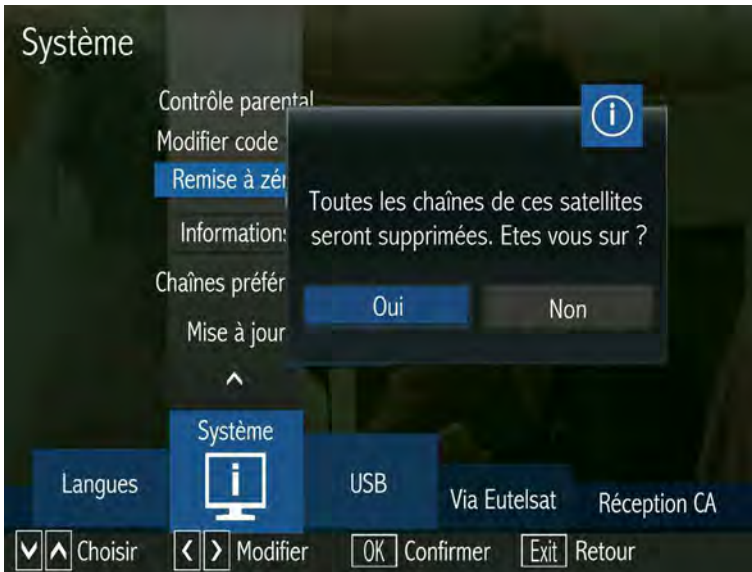 Système
Contrôle parental
Modifier code
Remise à zér
Informations
Chaînes préfér
Mise à jour
Toutes les chaînes de ces satellites
seront supprimées. Etes vous sur ?
Oui Non
Langues Système USB Via Eutelsat Réception CA
Choisir Modifier OK Confirmer Exit Retour